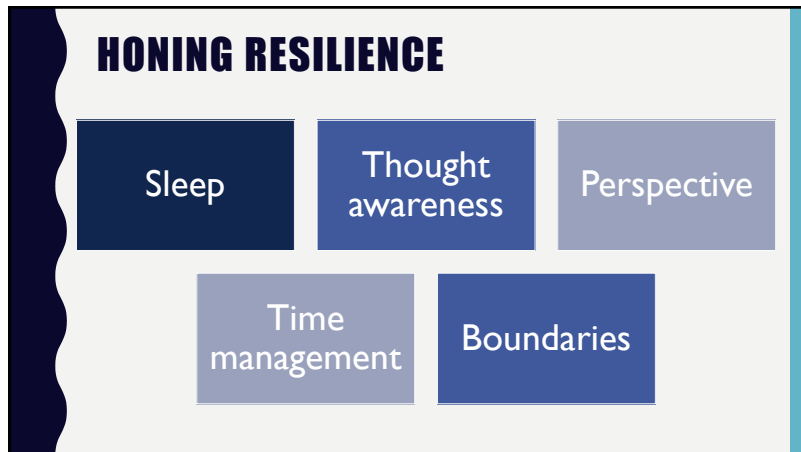 HONING RESILIENCE
Sleep
Thought
awareness
Perspective
Time
management
Boundaries